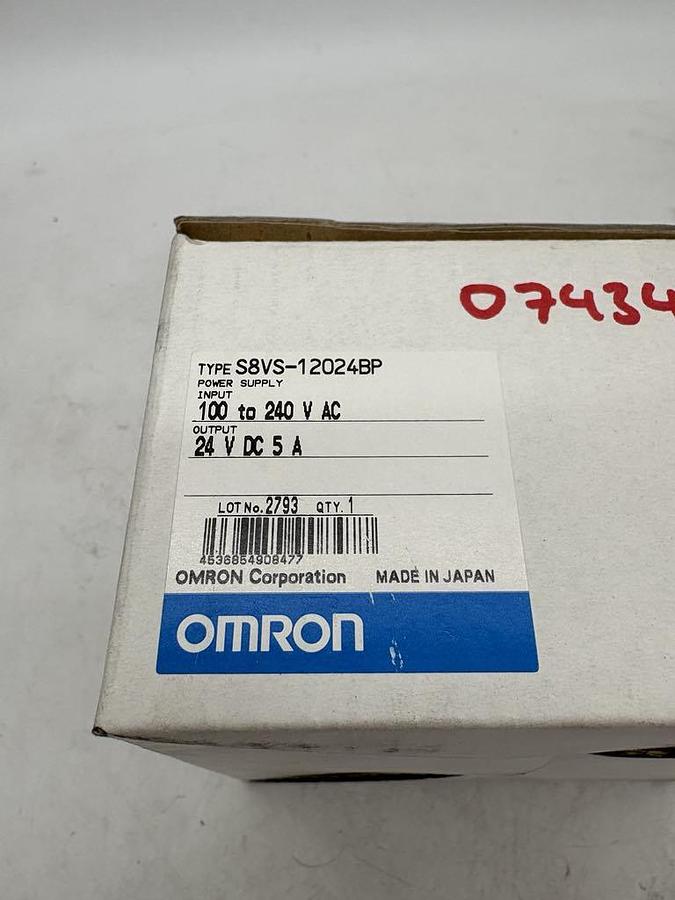 07434
TYPE S8VS-12024BP
POWER SUPPLY
INPUT
100 to 240 V AC
OUTPUT
24 V DC 5 A
LOT No. 2793 QTY. 1
4536854908477
OMRON Corporation MADE IN JAPAN
OMRON